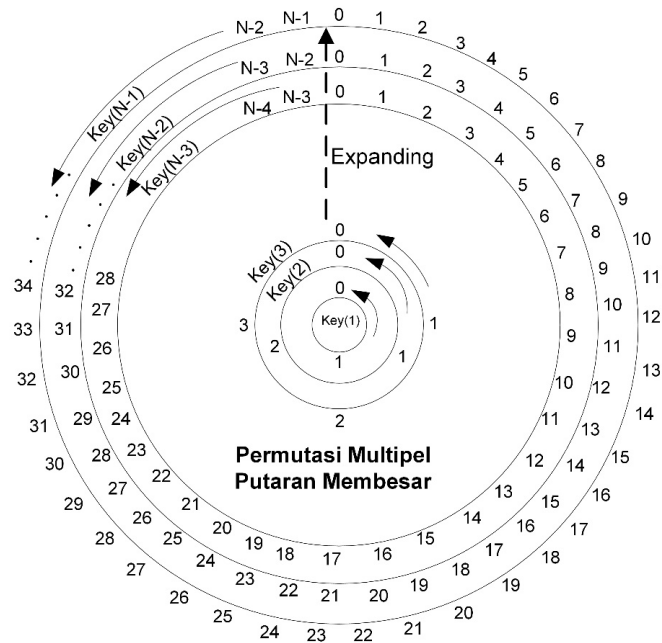 N-2 N-1 0 1 2 3 4 5 6 7 8 9 10 11 12 13 14 15 16 17 18 19 20 21 22 23 24 25 26 27 28 29 30 31 32 33 34
Key(N-1)
N-3 N-2 0 1 2 3 4 5 6 7 8 9 10 11 12 13 14 15 16 17 18 19 20 21 22 23 24 25 26 27 28 29 30 31 32
Key(N-2)
N-4 N-3 0 1 2 3 4 5 6 7 8 9 10 11 12 13 14 15 16 17 18 19 20 21 22 23 24 25 26 27 28
Key(N-3)
Expanding
0 1 2 3
Key(3)
0 1 2
Key(2)
0 1
Key(1)
Permutasi Multipel
Putaran Membesar